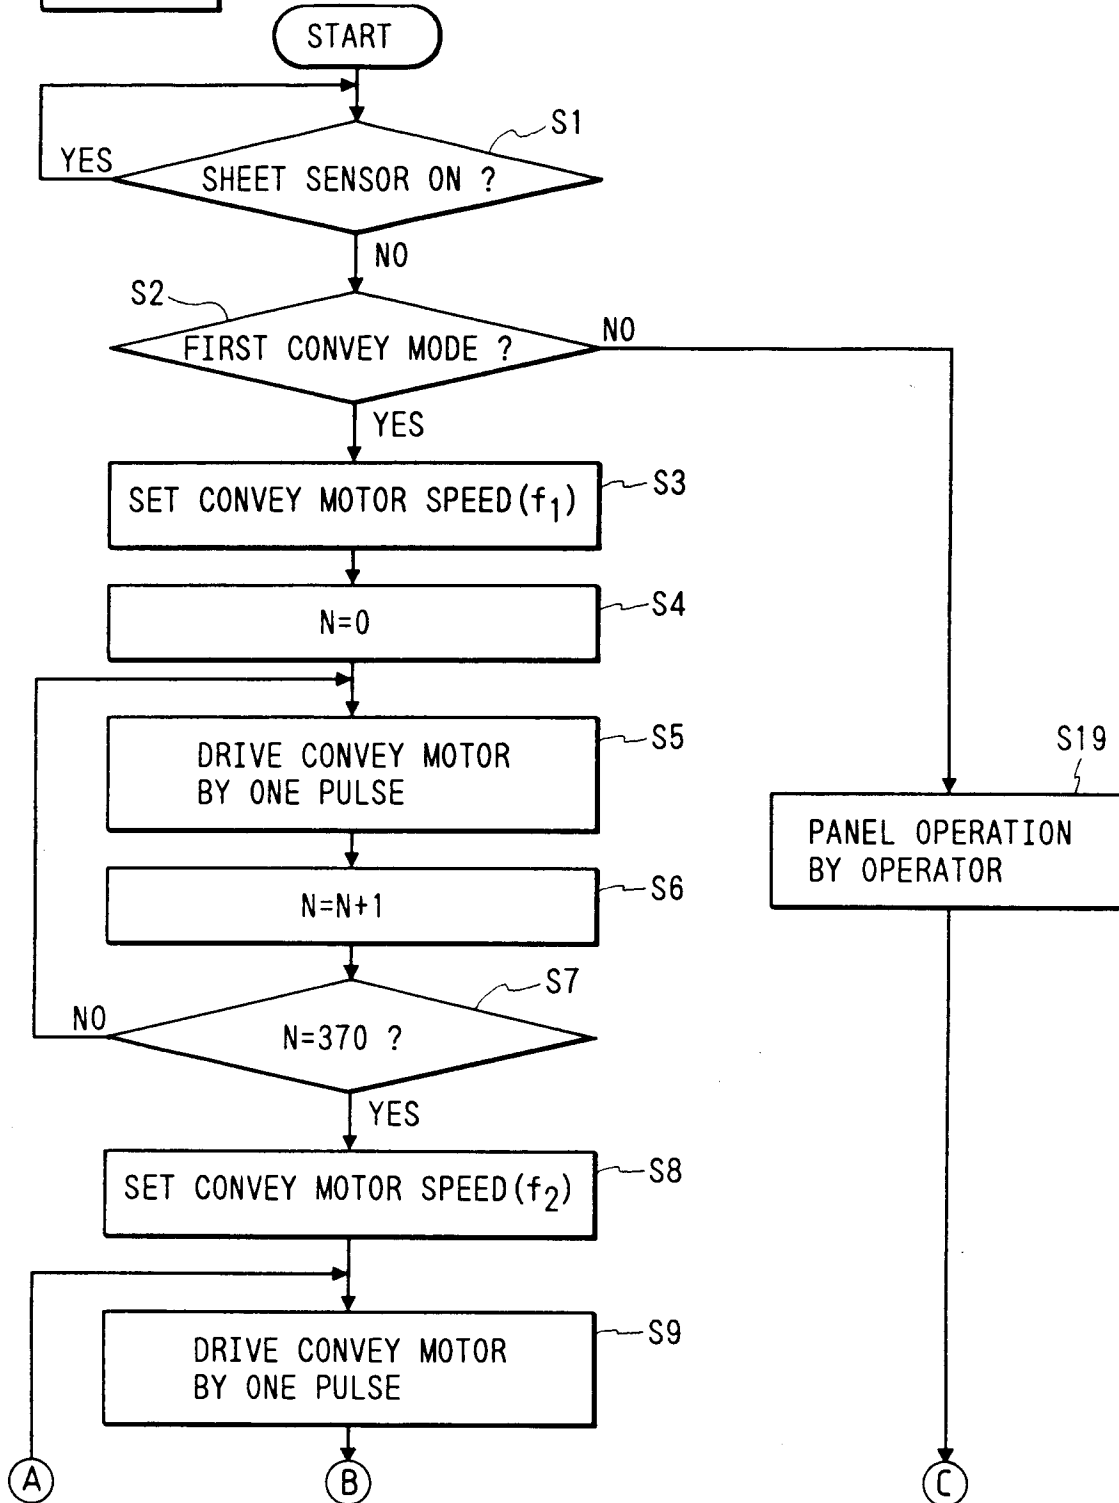 START
S1
YES
SHEET SENSOR ON ?
NO
S2
FIRST CONVEY MODE ?
NO
YES
SET CONVEY MOTOR SPEED(f1)
S3
N=0
S4
DRIVE CONVEY MOTOR
BY ONE PULSE
S5
S19
PANEL OPERATION
BY OPERATOR
N=N+1
S6
S7
NO
N=370 ?
YES
SET CONVEY MOTOR SPEED(f2)
S8
DRIVE CONVEY MOTOR
BY ONE PULSE
S9
A
B
C